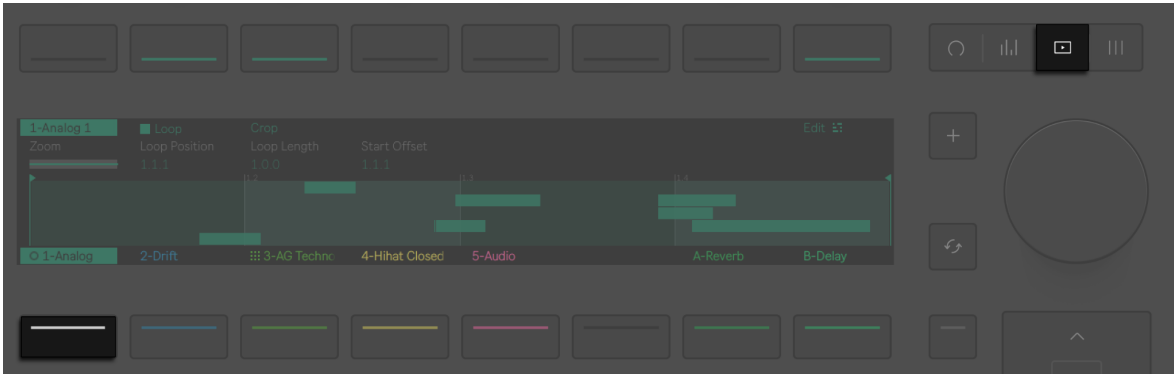 1-Analog 1 Loop Crop Edit
Zoom Loop Position Loop Length Start Offset
1.1.1 1.0.0 1.1.1
1.2 1.3 1.4
1-Analog 2-Drift 3-AG Techno 4-Hihat Closed 5-Audio A-Reverb B-Delay